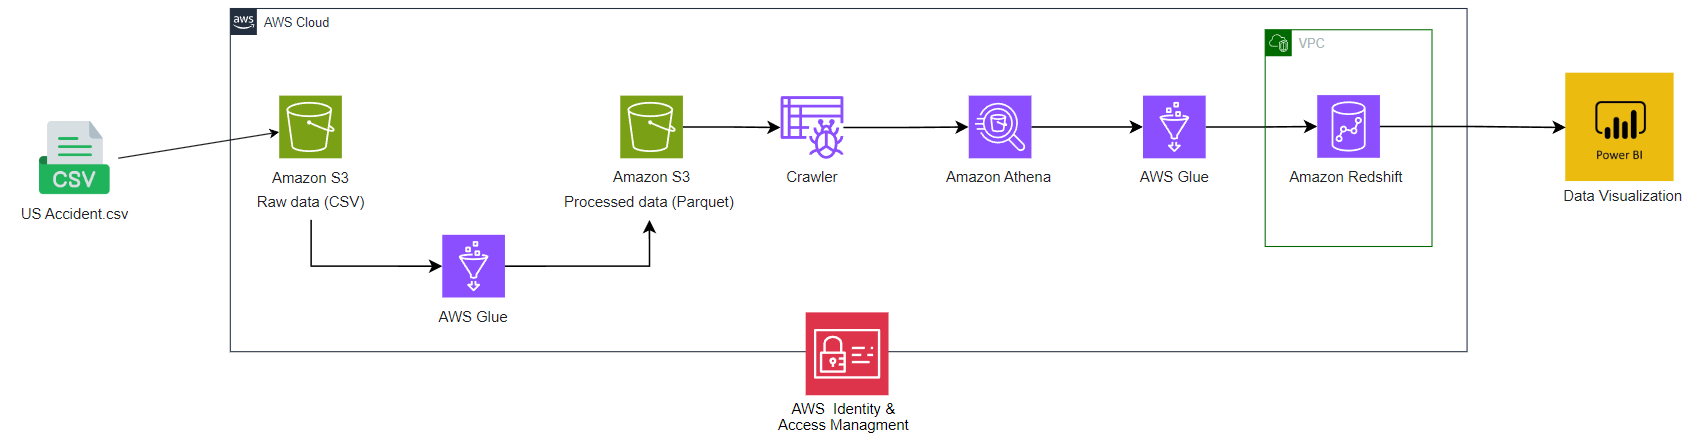 aws
AWS Cloud
VPC
CSV
US Accident.csv
Amazon S3
Raw data (CSV)
AWS Glue
Amazon S3
Processed data (Parquet)
Crawler
Amazon Athena
AWS Glue
Amazon Redshift
Power BI
Data Visualization
AWS  Identity &
Access Managment